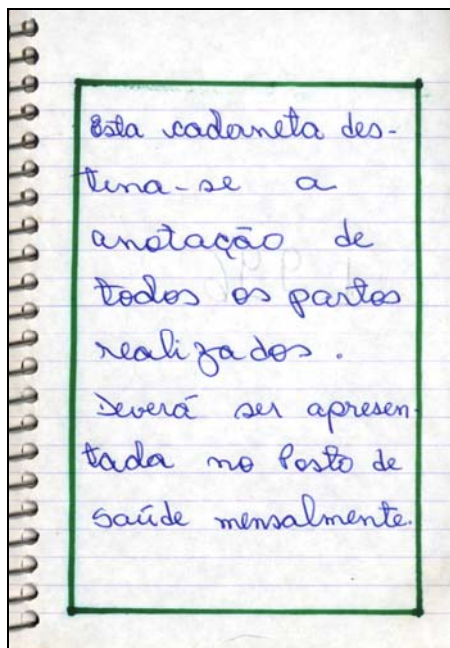 Esta caderneta des-
tina-se a
anotação de
todos os partos
realizados.
Deverá ser apresen-
tada no Posto de
saúde mensalmente.